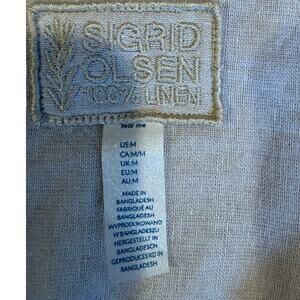 SIGRID
OLSEN
100% LINEN
tear me
US:M
CA:M/M
UK:M
EU:M
AU:M
MADE IN
BANGLADESH
FABRIQUÉ AU
BANGLADESH
WYPRODUKOWANO
W BANGLADESZU
HERGESTELLT IN
BANGLADESCH
GEPRODUCEERD IN
BANGLADESH